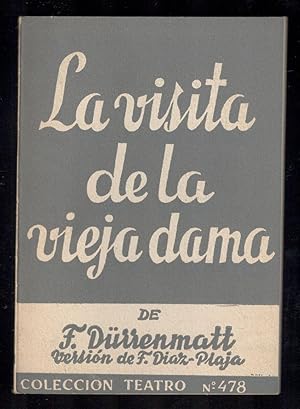 La visita
de la
vieja dama
DE
F. Dürrenmatt
Versión de F. Díaz-Plaja
COLECCIÓN TEATRO Nº 478